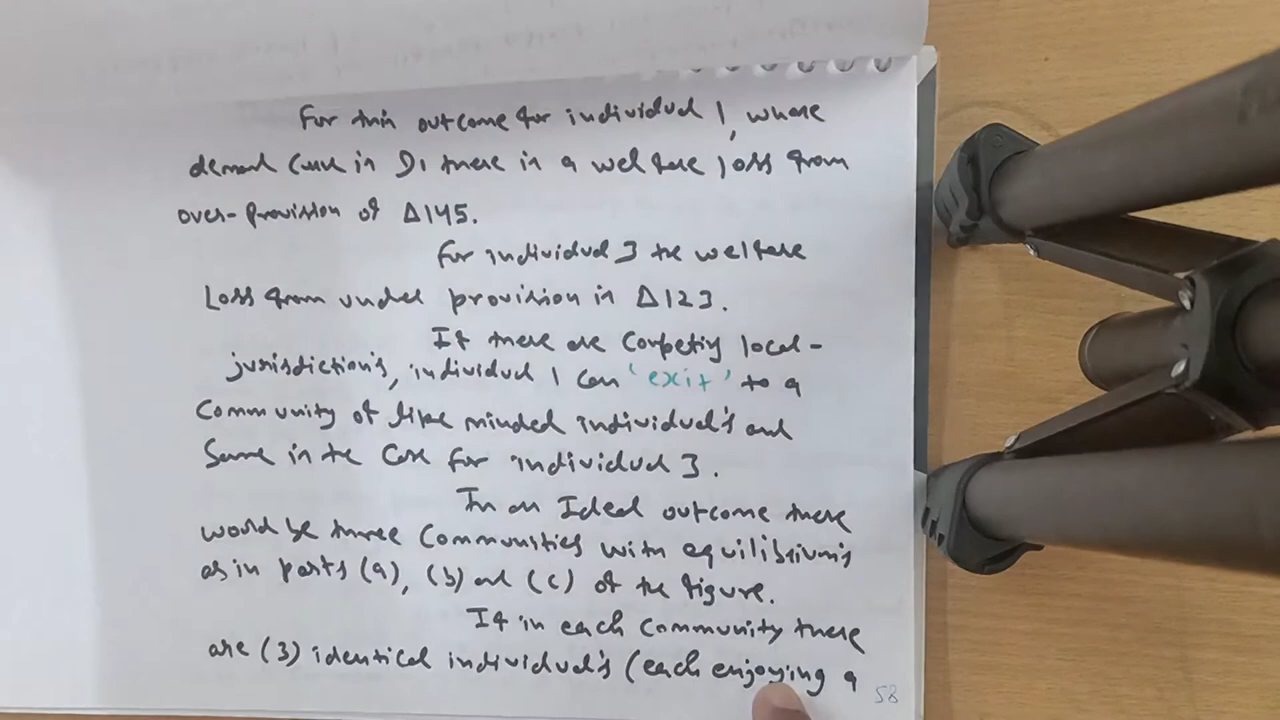 For this outcome for individual 1, whose
demand curve is D1 there is a welfare loss from
over-provision of Δ145.
For individual 3 the welfare
Loss from under provision is Δ123.
If there are competing local-
jurisdiction's, individual 1 can 'exit' to a
Community of like minded individual's and
Same is the Case for individual 3.
In an Ideal outcome there
would be three Communities with equilibrium's
as in parts (a), (b) and (c) of the figure.
If in each Community there
are (3) identical individual's (each enjoying a
58